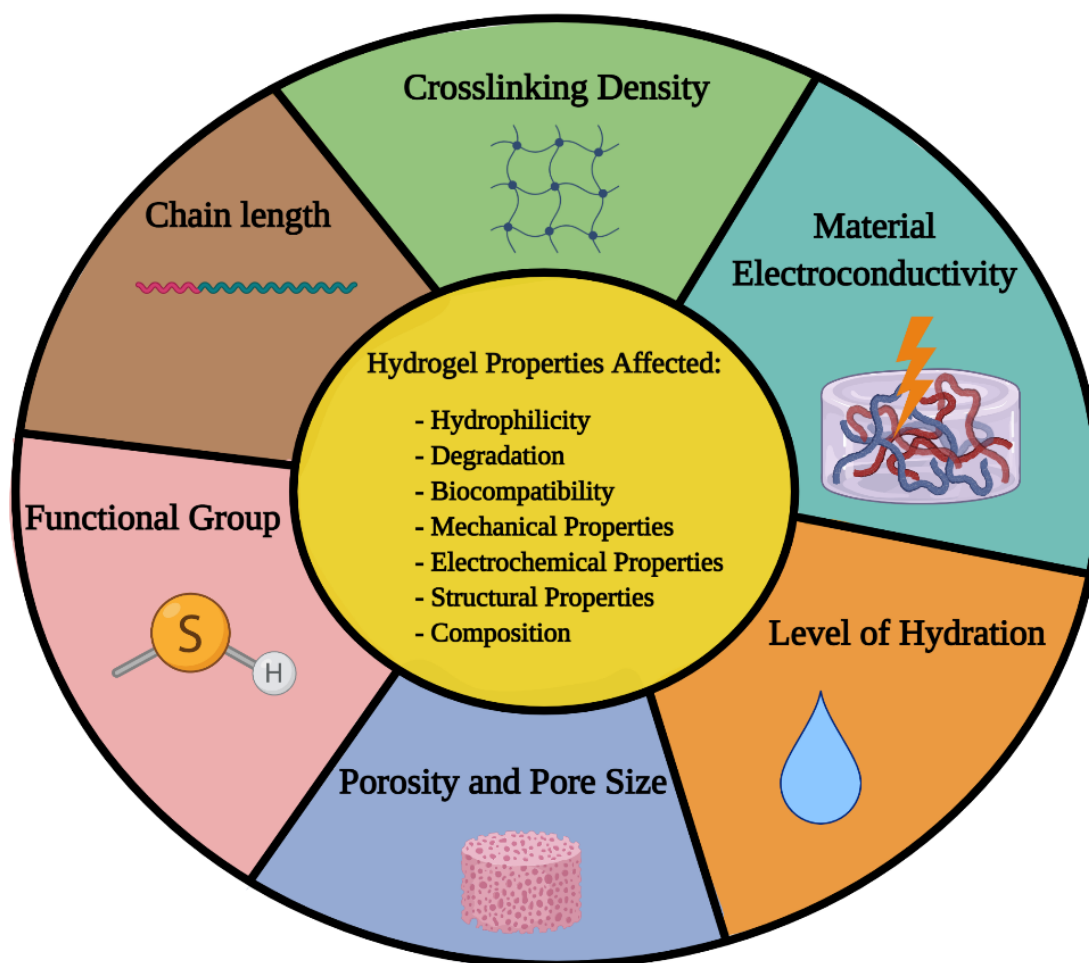 Crosslinking Density
Material
Electroconductivity
Level of Hydration
Porosity and Pore Size
Functional Group
S
H
Chain length
Hydrogel Properties Affected:
- Hydrophilicity
- Degradation
- Biocompatibility
- Mechanical Properties
- Electrochemical Properties
- Structural Properties
- Composition